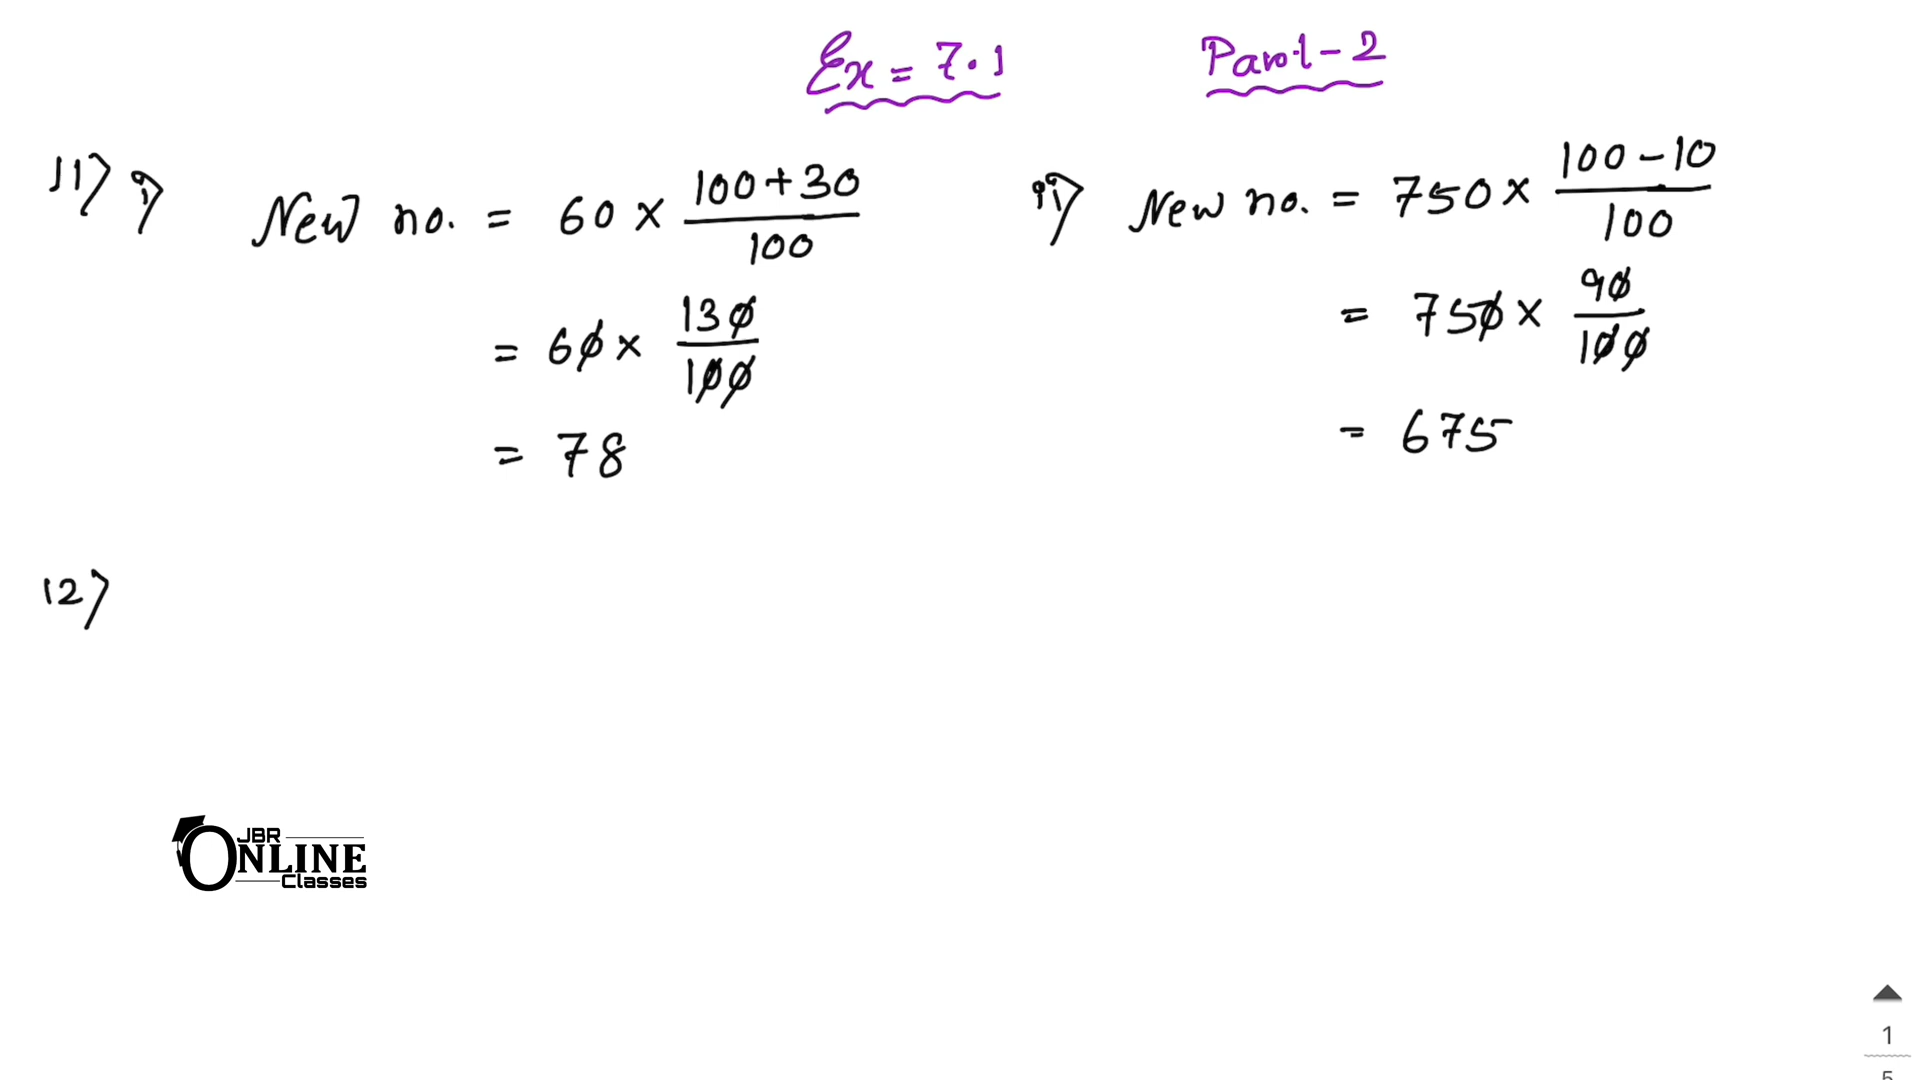 Ex = 7.1 Part-2
11) i) New no. = 60 × (100+30)/100
= 60 × 130/100
= 78
ii) New no. = 750 × (100-10)/100
= 750 × 90/100
= 675
12)
JBR
ONLINE
Classes
1
5